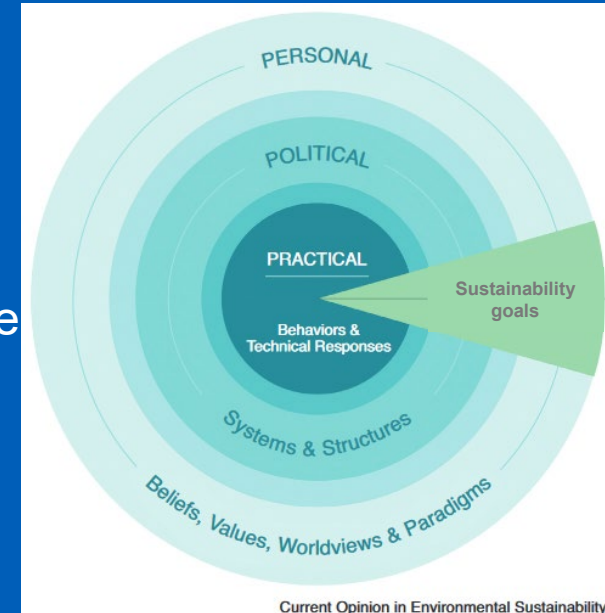 PERSONAL
POLITICAL
PRACTICAL
Behaviors &
Technical Responses
Sustainability
goals
Systems & Structures
Beliefs, Values, Worldviews & Paradigms
Current Opinion in Environmental Sustainability